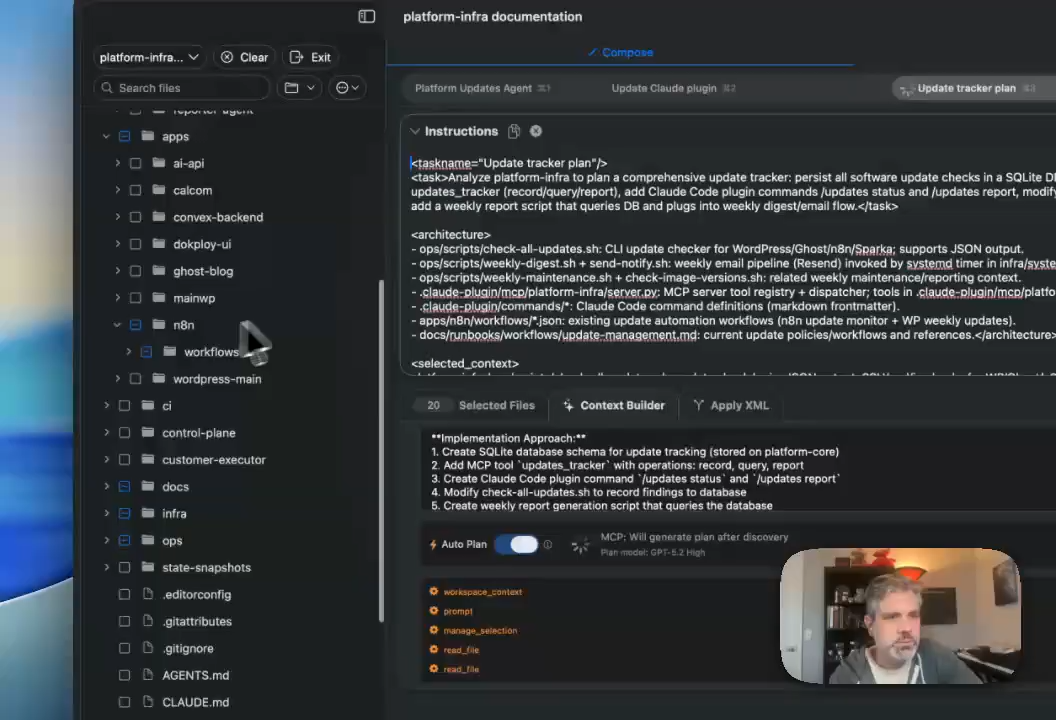 platform-infra documentation
platform-infra...
Clear
Exit
Compose
Search files
Platform Updates Agent ⌘1
Update Claude plugin ⌘2
Update tracker plan ⌘3
reporter-agent
apps
ai-api
calcom
convex-backend
dokploy-ui
ghost-blog
mainwp
n8n
workflows
wordpress-main
ci
control-plane
customer-executor
docs
infra
ops
state-snapshots
.editorconfig
.gitattributes
.gitignore
AGENTS.md
CLAUDE.md
Instructions
<taskname="Update tracker plan"/>
<task>Analyze platform-infra to plan a comprehensive update tracker: persist all software update checks in a SQLite
updates_tracker (record/query/report), add Claude Code plugin commands /updates status and /updates report, modify
add a weekly report script that queries DB and plugs into weekly digest/email flow.</task>
<architecture>
- ops/scripts/check-all-updates.sh: CLI update checker for WordPress/Ghost/n8n/Sparka; supports JSON output.
- ops/scripts/weekly-digest.sh + send-notify.sh: weekly email pipeline (Resend) invoked by systemd timer in infra/syste
- ops/scripts/weekly-maintenance.sh + check-image-versions.sh: related weekly maintenance/reporting context.
- .claude-plugin/mcp/platform-infra/server.py: MCP server tool registry + dispatcher; tools in .claude-plugin/mcp/platfo
- .claude-plugin/commands/*: Claude Code command definitions (markdown frontmatter).
- apps/n8n/workflows/*.json: existing update automation workflows (n8n update monitor + WP weekly updates).
- docs/runbooks/workflows/update-management.md: current update policies/workflows and references.</architecture>
<selected_context>
20 Selected Files
Context Builder
Apply XML
**Implementation Approach:**
1. Create SQLite database schema for update tracking (stored on platform-core)
2. Add MCP tool `updates_tracker` with operations: record, query, report
3. Create Claude Code plugin command `/updates status` and `/updates report`
4. Modify check-all-updates.sh to record findings to database
5. Create weekly report generation script that queries the database
Auto Plan
MCP: Will generate plan after discovery
Plan model: GPT-5.2 High
workspace_context
prompt
manage_selection
read_file
read_file